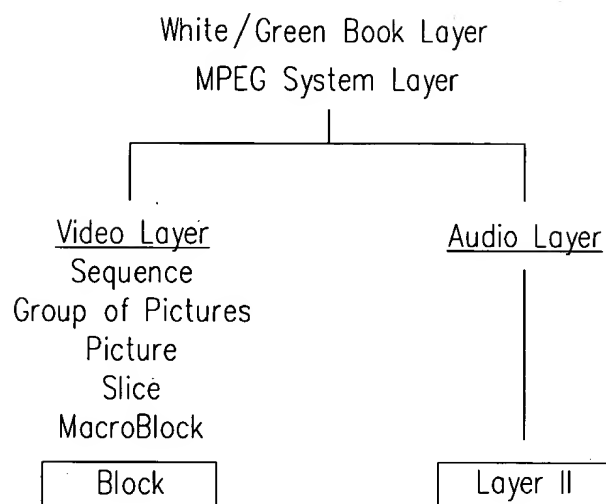 White/Green Book Layer
MPEG System Layer
Video Layer
Sequence
Group of Pictures
Picture
Slice
MacroBlock
Block
Audio Layer
Layer II